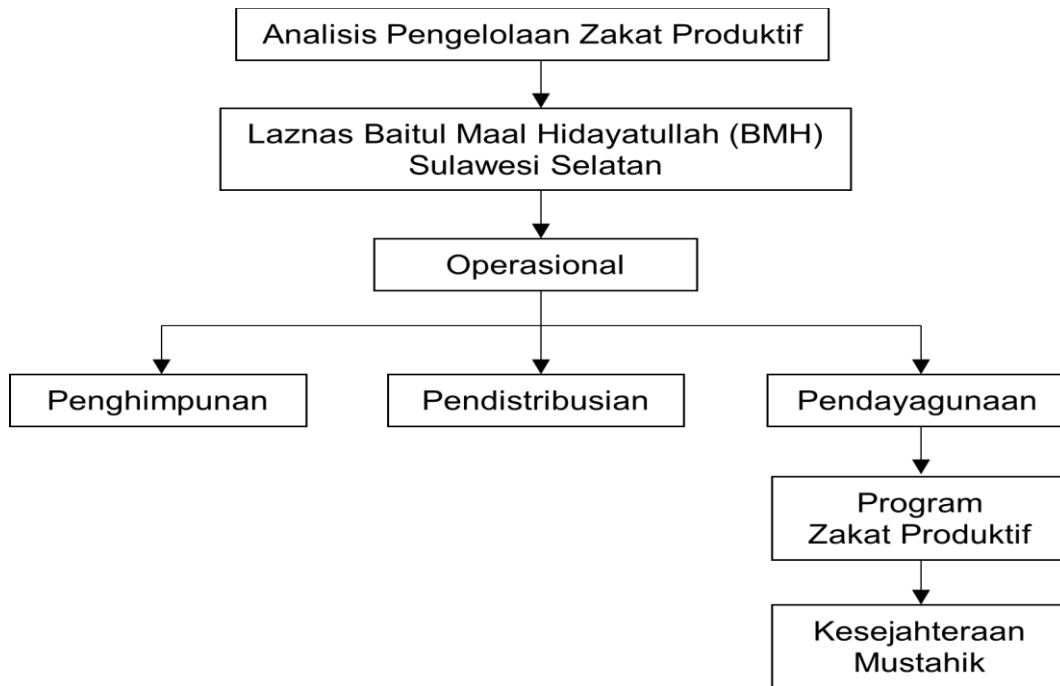 Analisis Pengelolaan Zakat Produktif
Laznas Baitul Maal Hidayatullah (BMH)
Sulawesi Selatan
Operasional
Penghimpunan
Pendistribusian
Pendayagunaan
Program
Zakat Produktif
Kesejahteraan
Mustahik